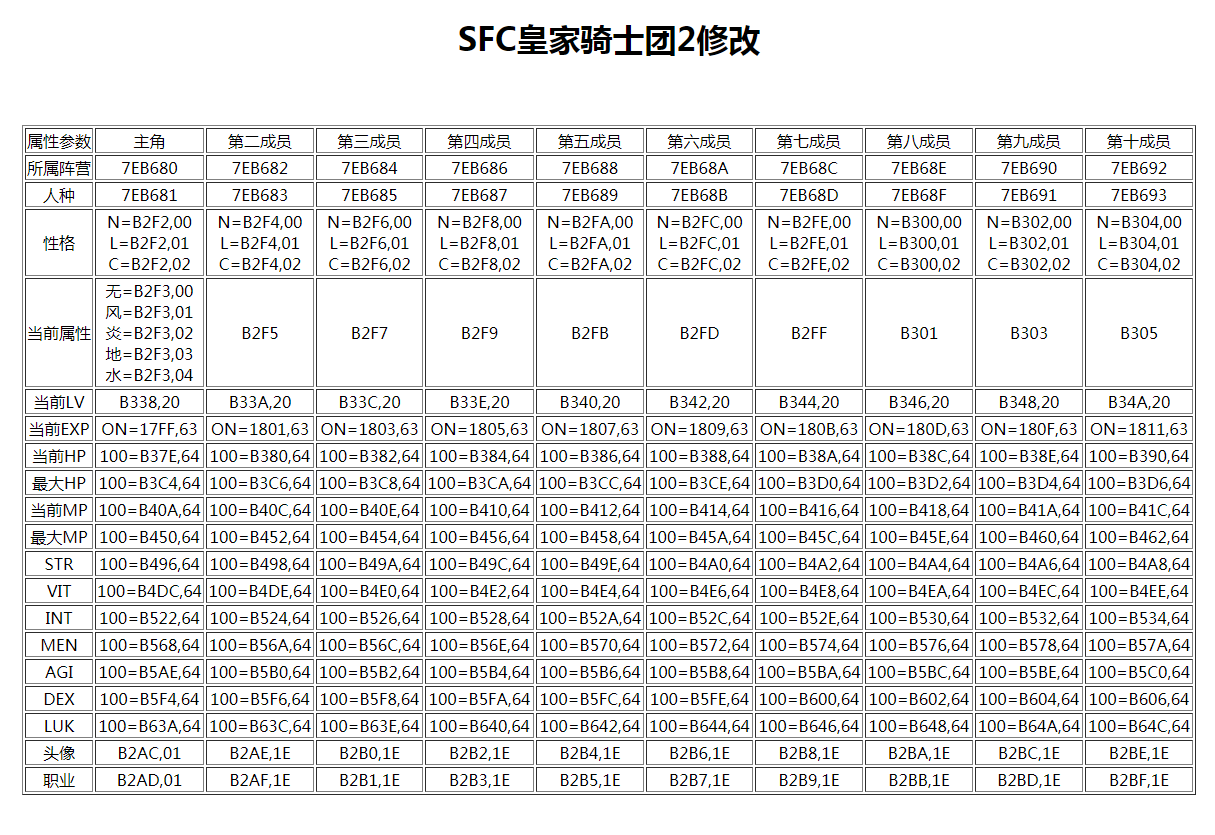 SFC皇家骑士团2修改
属性参数 主角 第二成员 第三成员 第四成员 第五成员 第六成员 第七成员 第八成员 第九成员 第十成员
所属阵营 7EB680 7EB682 7EB684 7EB686 7EB688 7EB68A 7EB68C 7EB68E 7EB690 7EB692
人种 7EB681 7EB683 7EB685 7EB687 7EB689 7EB68B 7EB68D 7EB68F 7EB691 7EB693
N=B2F2,00 N=B2F4,00 N=B2F6,00 N=B2F8,00 N=B2FA,00 N=B2FC,00 N=B2FE,00 N=B300,00 N=B302,00 N=B304,00
性格 L=B2F2,01 L=B2F4,01 L=B2F6,01 L=B2F8,01 L=B2FA,01 L=B2FC,01 L=B2FE,01 L=B300,01 L=B302,01 L=B304,01
C=B2F2,02 C=B2F4,02 C=B2F6,02 C=B2F8,02 C=B2FA,02 C=B2FC,02 C=B2FE,02 C=B300,02 C=B302,02 C=B304,02
无=B2F3,00
风=B2F3,01
当前属性 炎=B2F3,02 B2F5 B2F7 B2F9 B2FB B2FD B2FF B301 B303 B305
地=B2F3,03
水=B2F3,04
当前LV B338,20 B33A,20 B33C,20 B33E,20 B340,20 B342,20 B344,20 B346,20 B348,20 B34A,20
当前EXP ON=17FF,63 ON=1801,63 ON=1803,63 ON=1805,63 ON=1807,63 ON=1809,63 ON=180B,63 ON=180D,63 ON=180F,63 ON=1811,63
当前HP 100=B37E,64 100=B380,64 100=B382,64 100=B384,64 100=B386,64 100=B388,64 100=B38A,64 100=B38C,64 100=B38E,64 100=B390,64
最大HP 100=B3C4,64 100=B3C6,64 100=B3C8,64 100=B3CA,64 100=B3CC,64 100=B3CE,64 100=B3D0,64 100=B3D2,64 100=B3D4,64 100=B3D6,64
当前MP 100=B40A,64 100=B40C,64 100=B40E,64 100=B410,64 100=B412,64 100=B414,64 100=B416,64 100=B418,64 100=B41A,64 100=B41C,64
最大MP 100=B450,64 100=B452,64 100=B454,64 100=B456,64 100=B458,64 100=B45A,64 100=B45C,64 100=B45E,64 100=B460,64 100=B462,64
STR 100=B496,64 100=B498,64 100=B49A,64 100=B49C,64 100=B49E,64 100=B4A0,64 100=B4A2,64 100=B4A4,64 100=B4A6,64 100=B4A8,64
VIT 100=B4DC,64 100=B4DE,64 100=B4E0,64 100=B4E2,64 100=B4E4,64 100=B4E6,64 100=B4E8,64 100=B4EA,64 100=B4EC,64 100=B4EE,64
INT 100=B522,64 100=B524,64 100=B526,64 100=B528,64 100=B52A,64 100=B52C,64 100=B52E,64 100=B530,64 100=B532,64 100=B534,64
MEN 100=B568,64 100=B56A,64 100=B56C,64 100=B56E,64 100=B570,64 100=B572,64 100=B574,64 100=B576,64 100=B578,64 100=B57A,64
AGI 100=B5AE,64 100=B5B0,64 100=B5B2,64 100=B5B4,64 100=B5B6,64 100=B5B8,64 100=B5BA,64 100=B5BC,64 100=B5BE,64 100=B5C0,64
DEX 100=B5F4,64 100=B5F6,64 100=B5F8,64 100=B5FA,64 100=B5FC,64 100=B5FE,64 100=B600,64 100=B602,64 100=B604,64 100=B606,64
LUK 100=B63A,64 100=B63C,64 100=B63E,64 100=B640,64 100=B642,64 100=B644,64 100=B646,64 100=B648,64 100=B64A,64 100=B64C,64
头像 B2AC,01 B2AE,1E B2B0,1E B2B2,1E B2B4,1E B2B6,1E B2B8,1E B2BA,1E B2BC,1E B2BE,1E
职业 B2AD,01 B2AF,1E B2B1,1E B2B3,1E B2B5,1E B2B7,1E B2B9,1E B2BB,1E B2BD,1E B2BF,1E